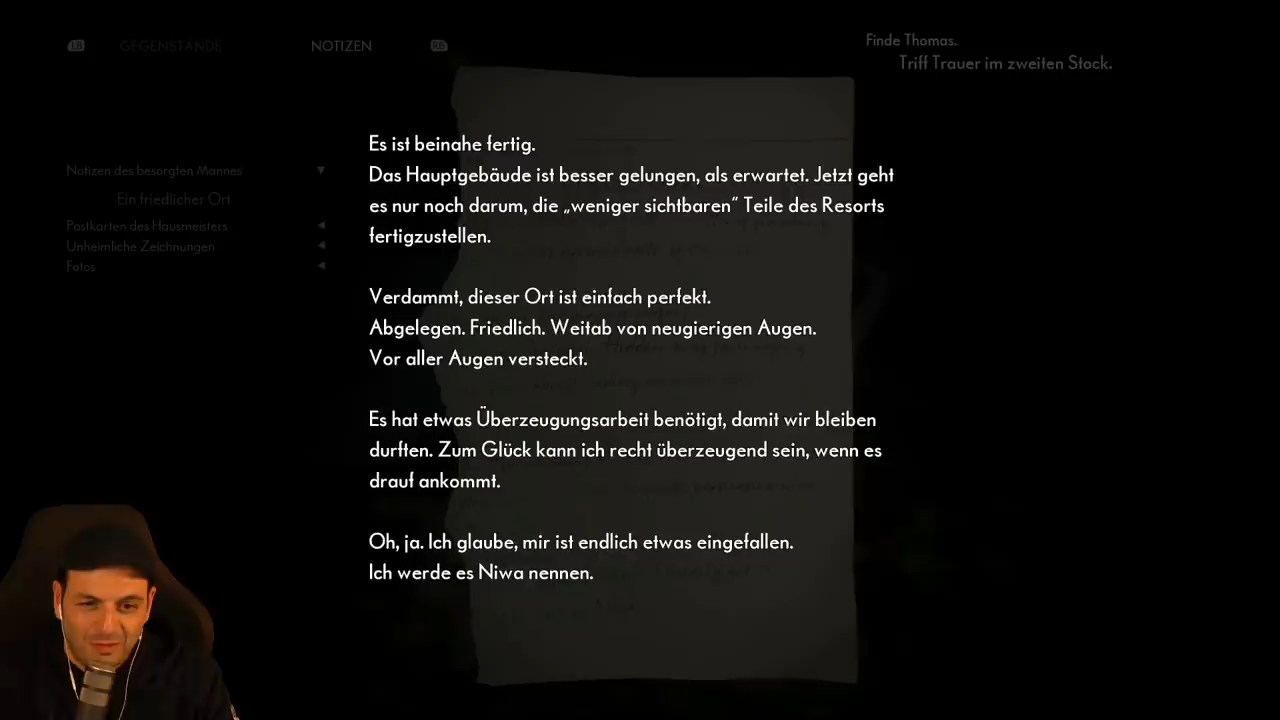 LB
GEGENSTÄNDE
NOTIZEN
RB
Finde Thomas.
Triff Trauer im zweiten Stock.
Notizen des besorgten Mannes
Ein friedlicher Ort
Postkarten des Hausmeisters
Unheimliche Zeichnungen
Fotos
Es ist beinahe fertig.
Das Hauptgebäude ist besser gelungen, als erwartet. Jetzt geht
es nur noch darum, die „weniger sichtbaren“ Teile des Resorts
fertigzustellen.
Verdammt, dieser Ort ist einfach perfekt.
Abgelegen. Friedlich. Weitab von neugierigen Augen.
Vor aller Augen versteckt.
Es hat etwas Überzeugungsarbeit benötigt, damit wir bleiben
durften. Zum Glück kann ich recht überzeugend sein, wenn es
drauf ankommt.
Oh, ja. Ich glaube, mir ist endlich etwas eingefallen.
Ich werde es Niwa nennen.